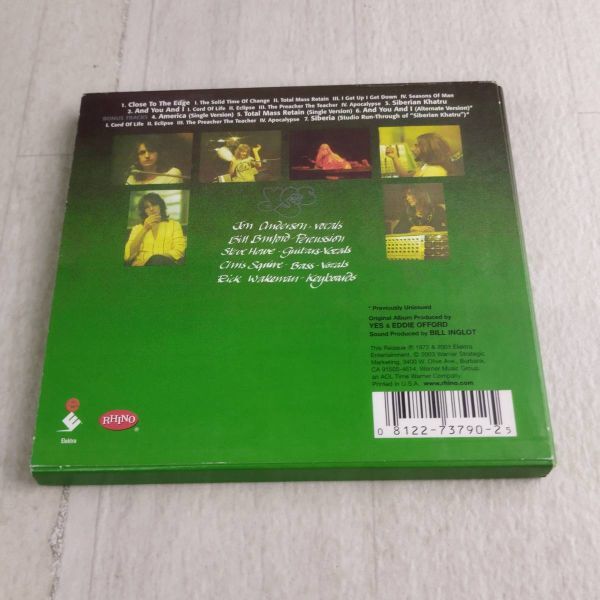 1. Close To The Edge I. The Solid Time Of Change II. Total Mass Retain III. I Got Up I Get Down IV. Seasons Of Man
2. And You And I I. Cord Of Life II. Eclipse III. The Preacher The Teacher IV. Apocalypse 3. Siberian Khatru
BONUS TRACKS 4. America (Single Version) 5. Total Mass Retain (Single Version) 6. And You And I (Alternate Version)*
I. Cord Of Life II. Eclipse III. The Preacher The Teacher IV. Apocalypse 7. Siberia (Studio Run-Through of "Siberian Khatru")*
Yes
Jon Anderson-vocals
Bill Bruford-Percussion
Steve Howe-Guitars-Vocals
Chris Squire-Bass-Vocals
Rick Wakeman-Keyboards
* Previously Unissued
Original Album Produced by
YES & EDDIE OFFORD
Sound Produced by BILL INGLOT
This Release ℗ 1972 & 2003 Elektra
Entertainment, © 2003 Warner Strategic
Marketing, 3400 W. Olive Ave., Burbank,
CA 91505-4614. Warner Music Group,
an AOL Time Warner Company.
Printed in U.S.A. www.rhino.com
Elektra
RHINO
0 8122-73790-2 5